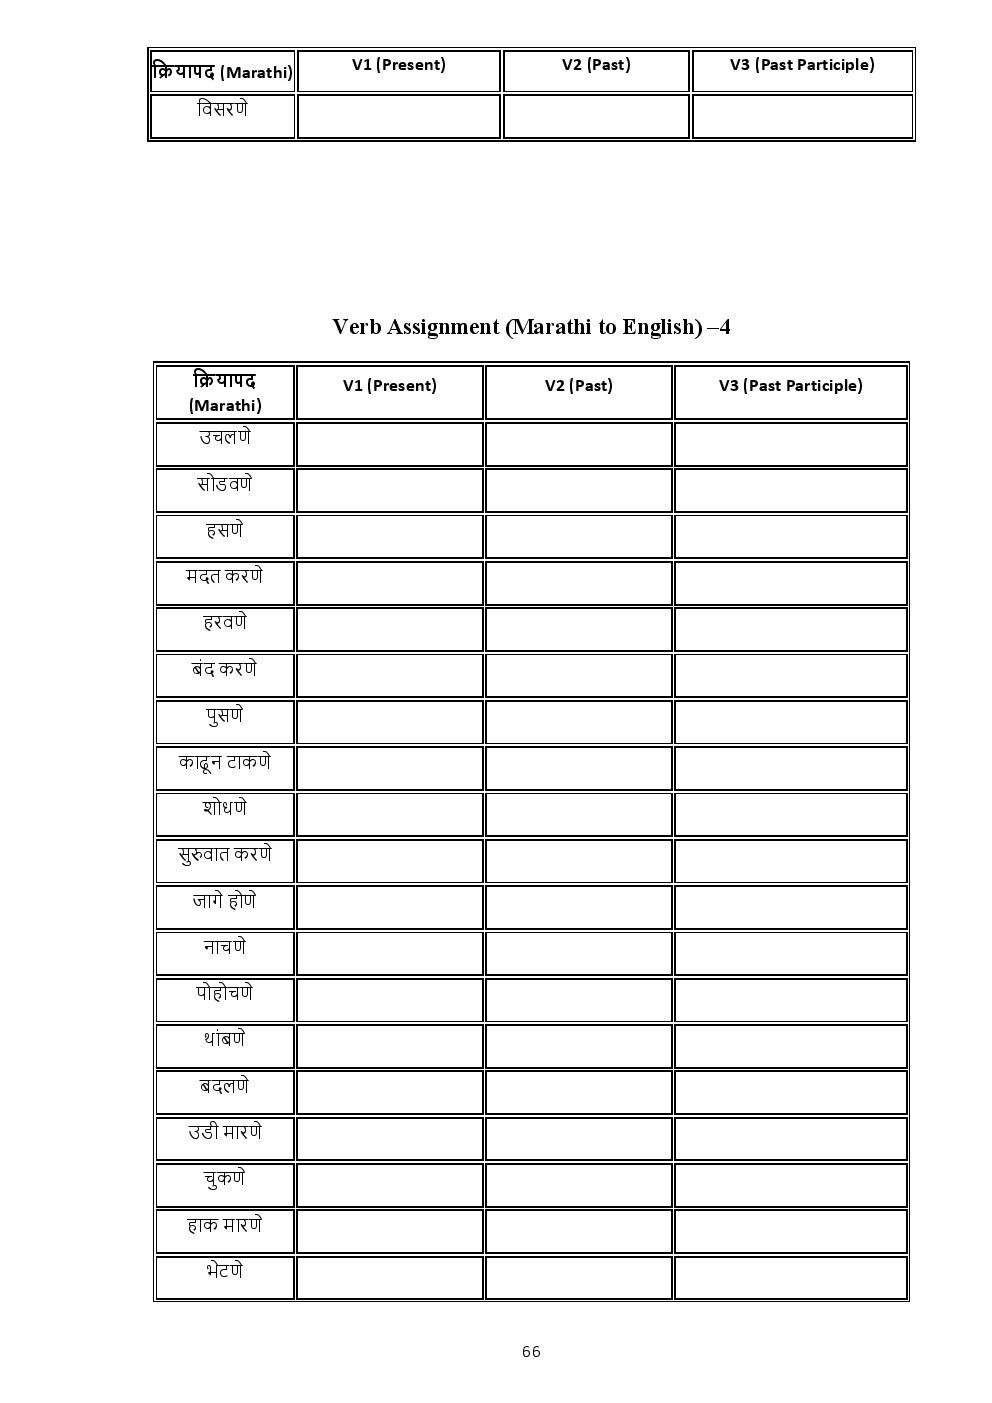 क्रियापद (Marathi) V1 (Present) V2 (Past) V3 (Past Participle)
विसरणे
Verb Assignment (Marathi to English) –4
क्रियापद
(Marathi) V1 (Present) V2 (Past) V3 (Past Participle)
उचलणे
सोडवणे
हसणे
मदत करणे
हरवणे
बंद करणे
पुसणे
काढून टाकणे
शोधणे
सुरुवात करणे
जागे होणे
नाचणे
पोहोचणे
थांबणे
बदलणे
उडी मारणे
चुकणे
हाक मारणे
भेटणे
66